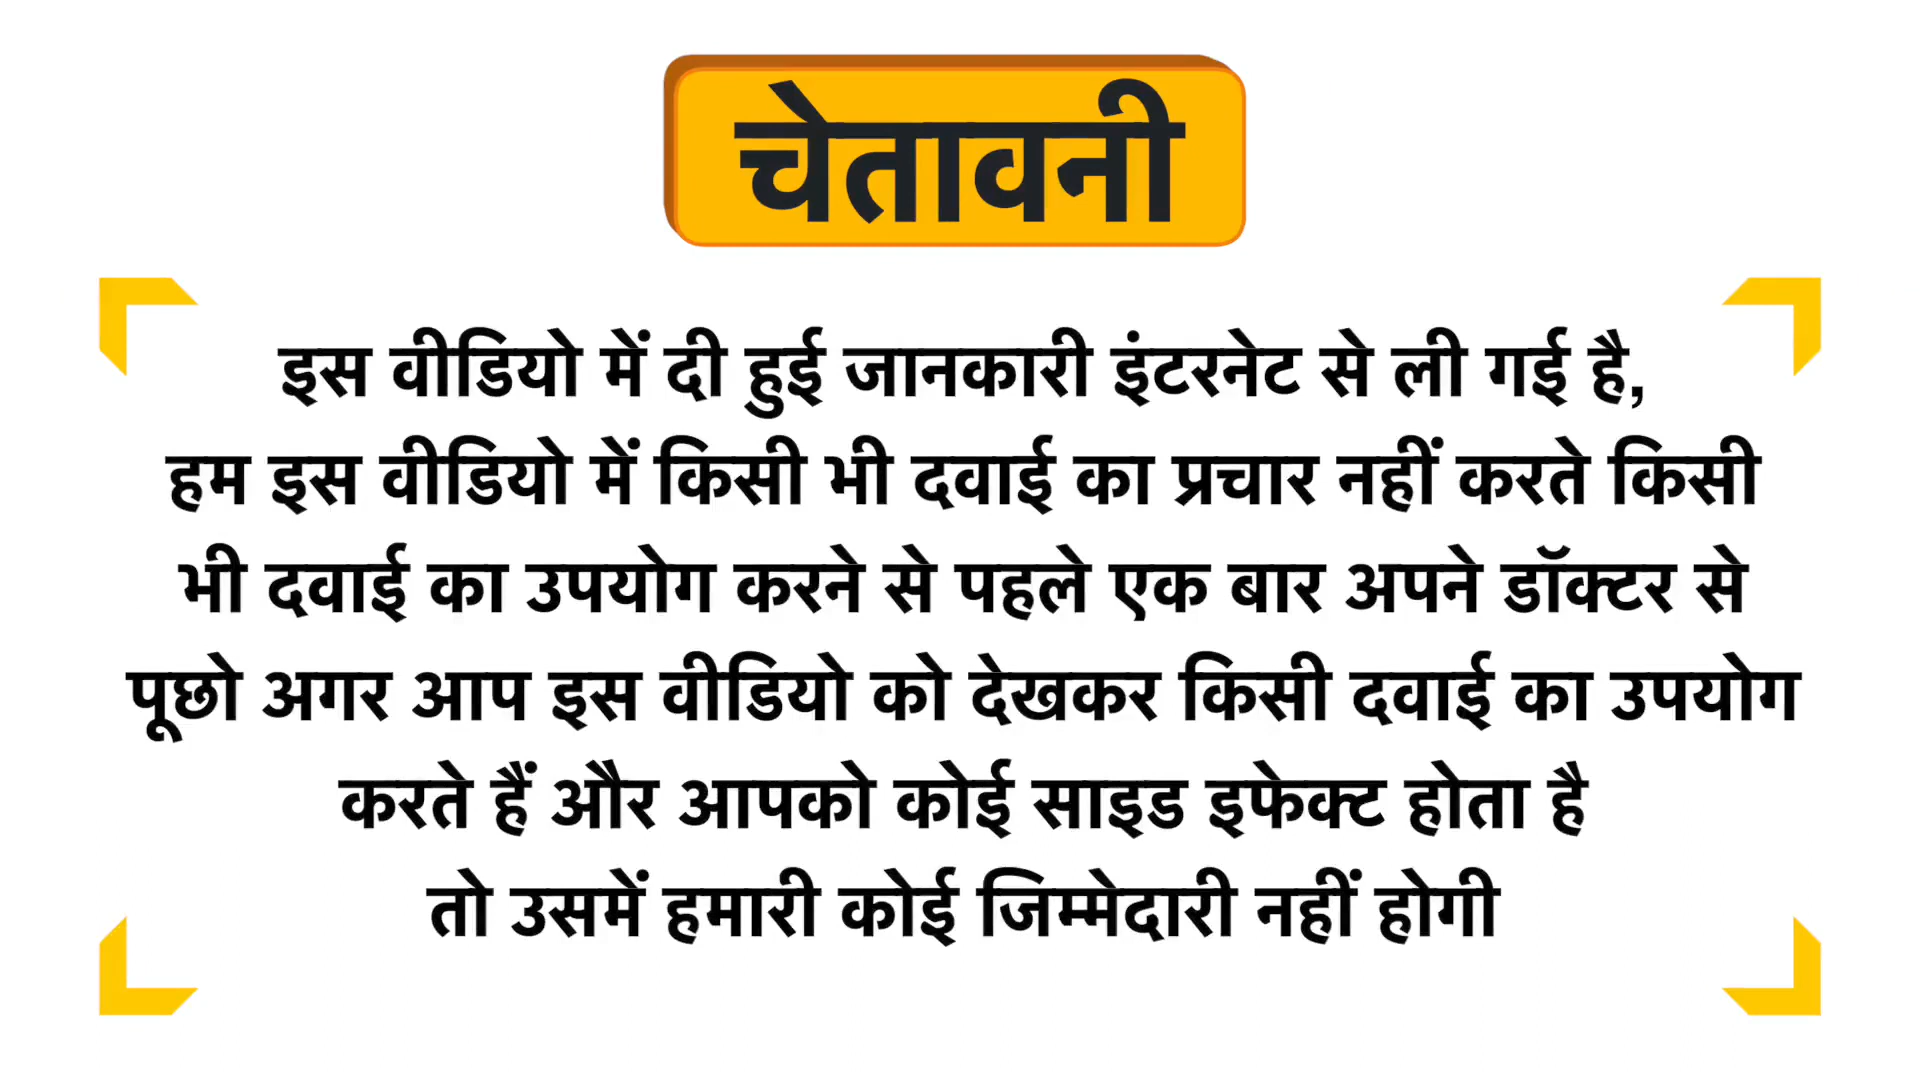 चेतावनी
इस वीडियो में दी हुई जानकारी इंटरनेट से ली गई है,
हम इस वीडियो में किसी भी दवाई का प्रचार नहीं करते किसी
भी दवाई का उपयोग करने से पहले एक बार अपने डॉक्टर से
पूछो अगर आप इस वीडियो को देखकर किसी दवाई का उपयोग
करते हैं और आपको कोई साइड इफेक्ट होता है
तो उसमें हमारी कोई जिम्मेदारी नहीं होगी